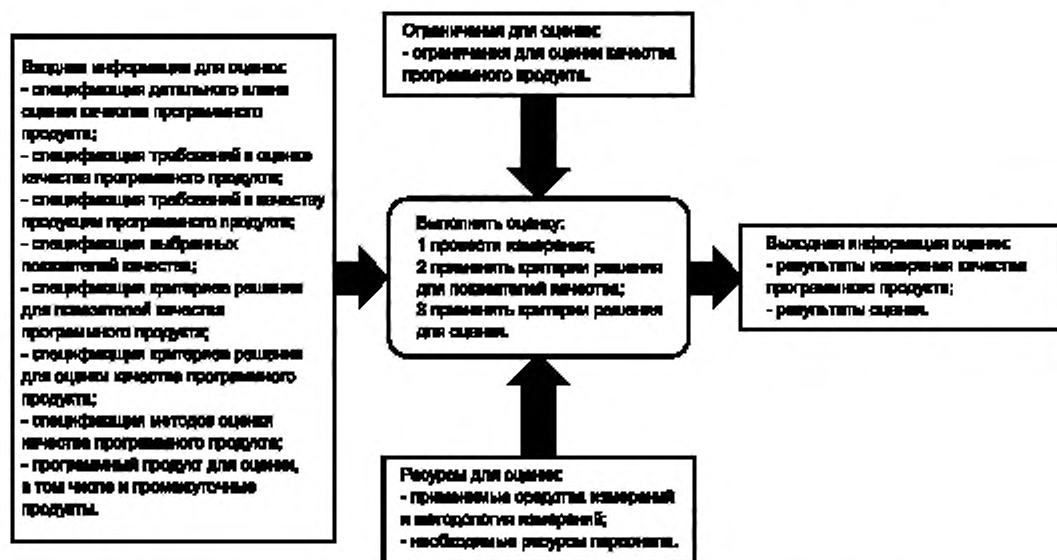 Входная информация для оценки:
- спецификация детального плана
оценки качества программного
продукта;
- спецификация требований к оценке
качества программного продукта;
- спецификация требований к качеству
продукции программного продукта;
- спецификация выбранных
показателей качества;
- спецификация критериев решения
для показателей качества
программного продукта;
- спецификация критериев решения
для оценки качества программного
продукта;
- спецификация методов оценки
качества программного продукта;
- программный продукт для оценки,
в том числе и промежуточные
продукты.
Ограничения для оценки:
- ограничения для оценки качества
программного продукта.
Выполнить оценку:
1 провести измерения;
2 применить критерии решения
для показателей качества;
3 применить критерии решения
для оценки.
Выходная информация оценки:
- результаты измерения качества
программного продукта;
- результаты оценки.
Ресурсы для оценки:
- применимые средства измерений
и методология измерений;
- необходимые ресурсы персонала.